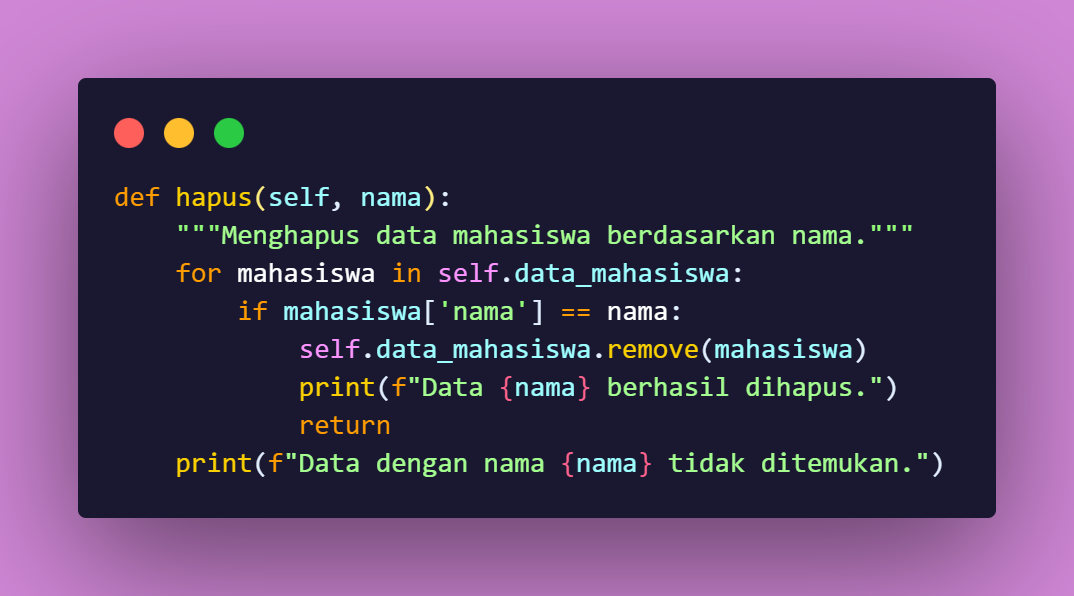 def hapus(self, nama):
    """Menghapus data mahasiswa berdasarkan nama."""
    for mahasiswa in self.data_mahasiswa:
        if mahasiswa['nama'] == nama:
            self.data_mahasiswa.remove(mahasiswa)
            print(f"Data {nama} berhasil dihapus.")
            return
    print(f"Data dengan nama {nama} tidak ditemukan.")